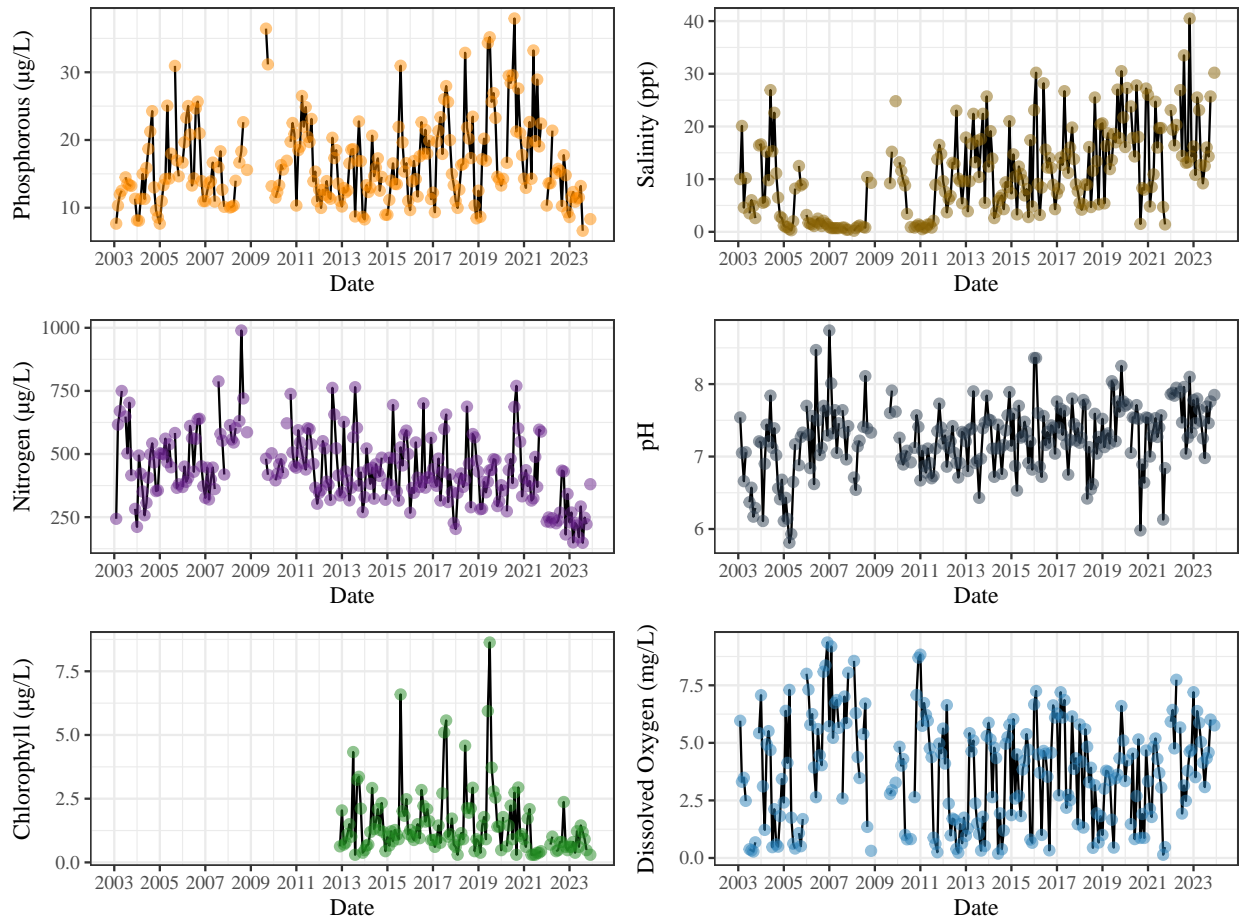 Phosphorous (μg/L)
30
20
10
2003 2005 2007 2009 2011 2013 2015 2017 2019 2021 2023
Date
Salinity (ppt)
40
30
20
10
0
2003 2005 2007 2009 2011 2013 2015 2017 2019 2021 2023
Date
Nitrogen (μg/L)
1000
750
500
250
2003 2005 2007 2009 2011 2013 2015 2017 2019 2021 2023
Date
pH
8
7
6
2003 2005 2007 2009 2011 2013 2015 2017 2019 2021 2023
Date
Chlorophyll (μg/L)
7.5
5.0
2.5
0.0
2003 2005 2007 2009 2011 2013 2015 2017 2019 2021 2023
Date
Dissolved Oxygen (mg/L)
7.5
5.0
2.5
0.0
2003 2005 2007 2009 2011 2013 2015 2017 2019 2021 2023
Date